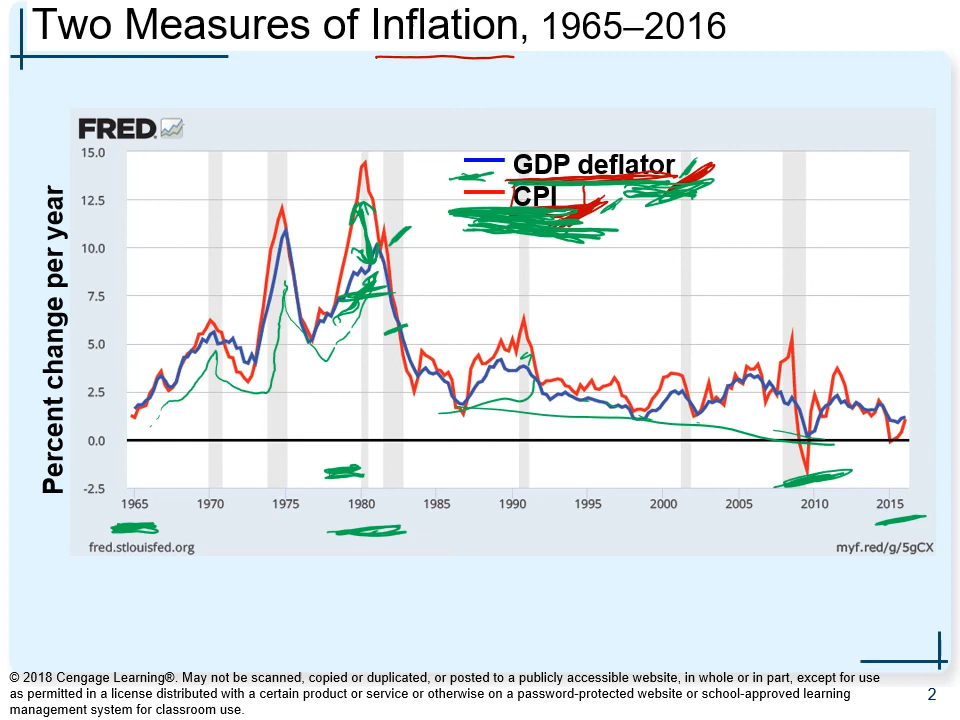 Two Measures of Inflation, 1965–2016
FRED
GDP deflator
CPI
Percent change per year
15.0
12.5
10.0
7.5
5.0
2.5
0.0
-2.5
1965 1970 1975 1980 1985 1990 1995 2000 2005 2010 2015
fred.stlouisfed.org myf.red/g/5gCX
© 2018 Cengage Learning®. May not be scanned, copied or duplicated, or posted to a publicly accessible website, in whole or in part, except for use
as permitted in a license distributed with a certain product or service or otherwise on a password-protected website or school-approved learning
management system for classroom use.
2